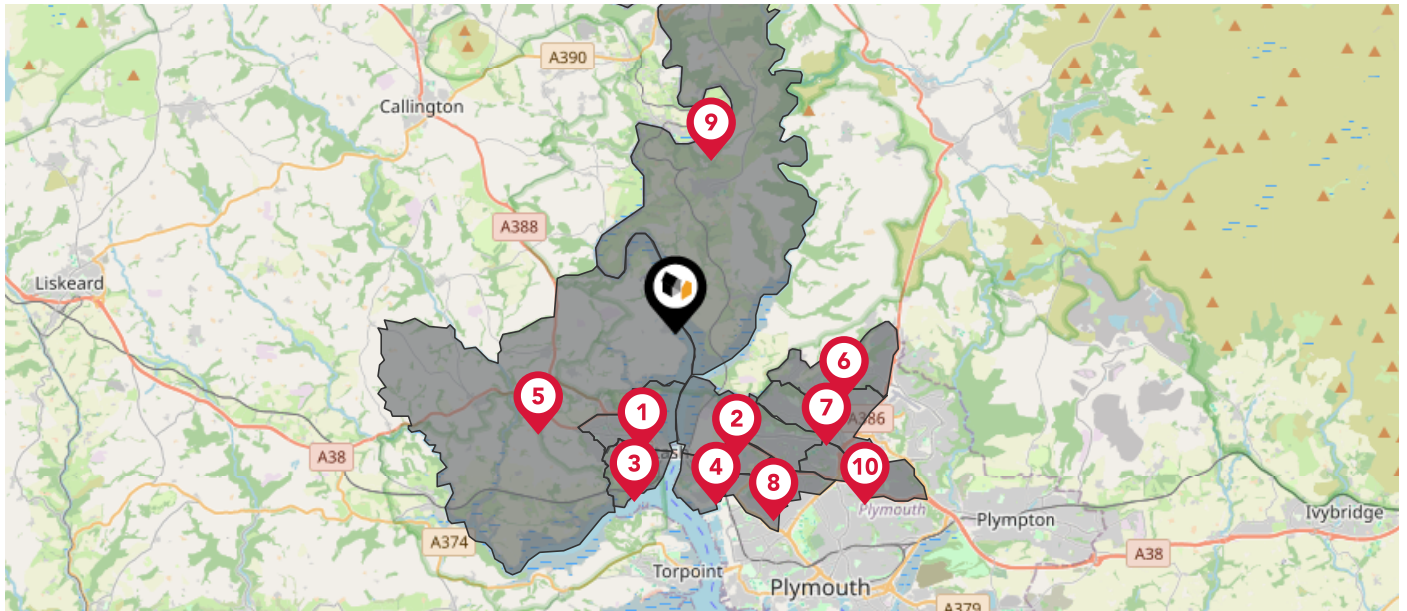 A390
Callington
9
A388
Liskeard
6
5
7
1
2
A386
A38
3
4
10
8
Plymouth
Plympton
Ivybridge
A374
A38
Torpoint
Plymouth
A379